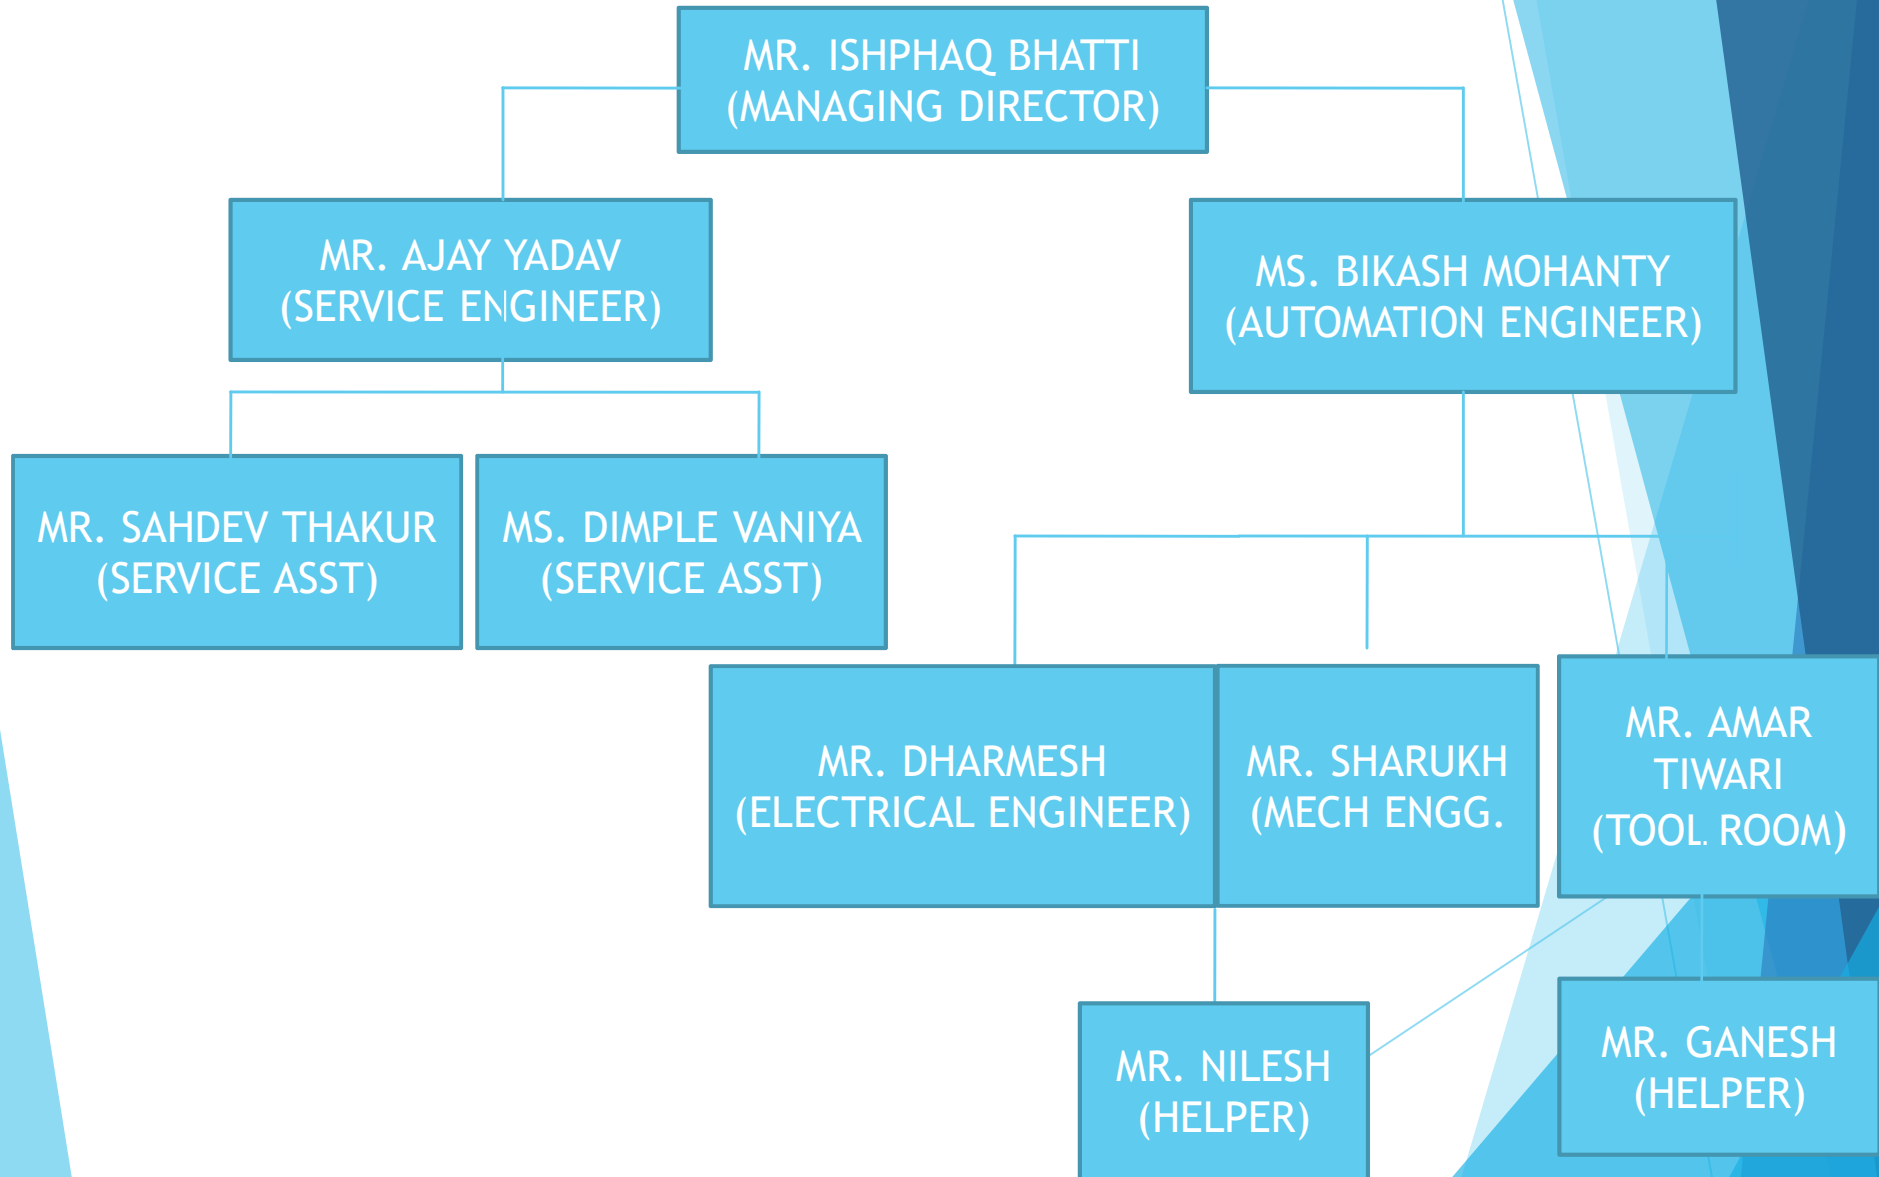 MR. ISHPHAQ BHATTI
(MANAGING DIRECTOR)
MR. AJAY YADAV
(SERVICE ENGINEER)
MS. BIKASH MOHANTY
(AUTOMATION ENGINEER)
MR. SAHDEV THAKUR
(SERVICE ASST)
MS. DIMPLE VANIYA
(SERVICE ASST)
MR. DHARMESH
(ELECTRICAL ENGINEER)
MR. SHARUKH
(MECH ENGG.
MR. AMAR
TIWARI
(TOOL ROOM)
MR. NILESH
(HELPER)
MR. GANESH
(HELPER)